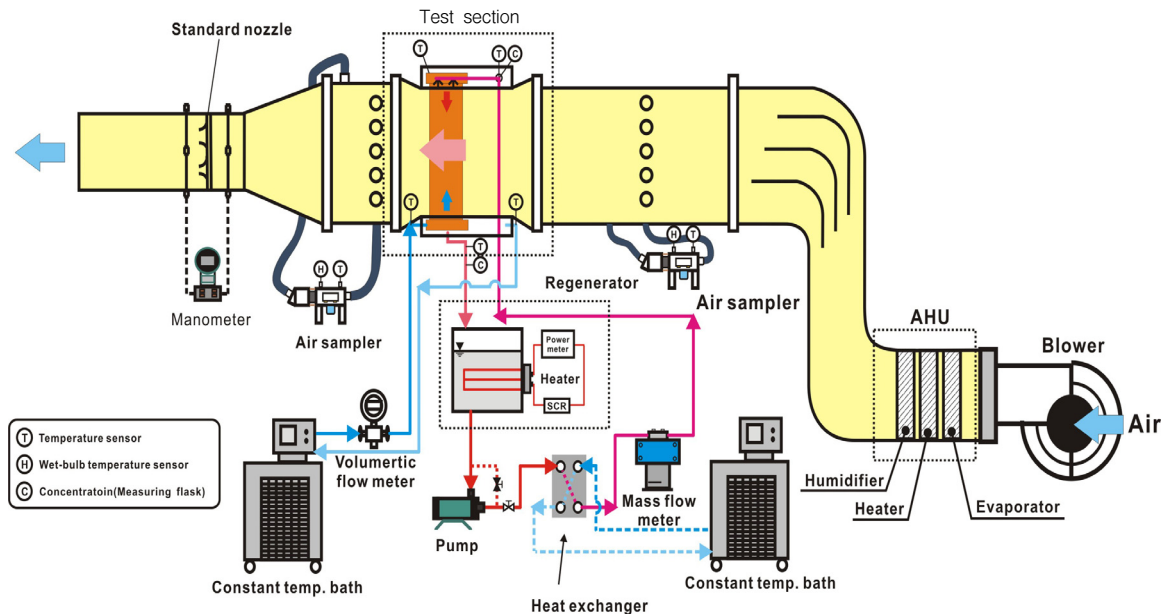 Test section
Standard nozzle
T
T
C
T
T
T
C
H
T
H
T
Manometer
Air sampler
Regenerator
Air sampler
AHU
Blower
Air
Power
meter
Heater
SCR
T Temperature sensor
H Wet-bulb temperature sensor
C Concentratoin(Measuring flask)
Volumertic
flow meter
Pump
Mass flow
meter
Humidifier
Heater
Evaporator
Constant temp. bath
Heat exchanger
Constant temp. bath